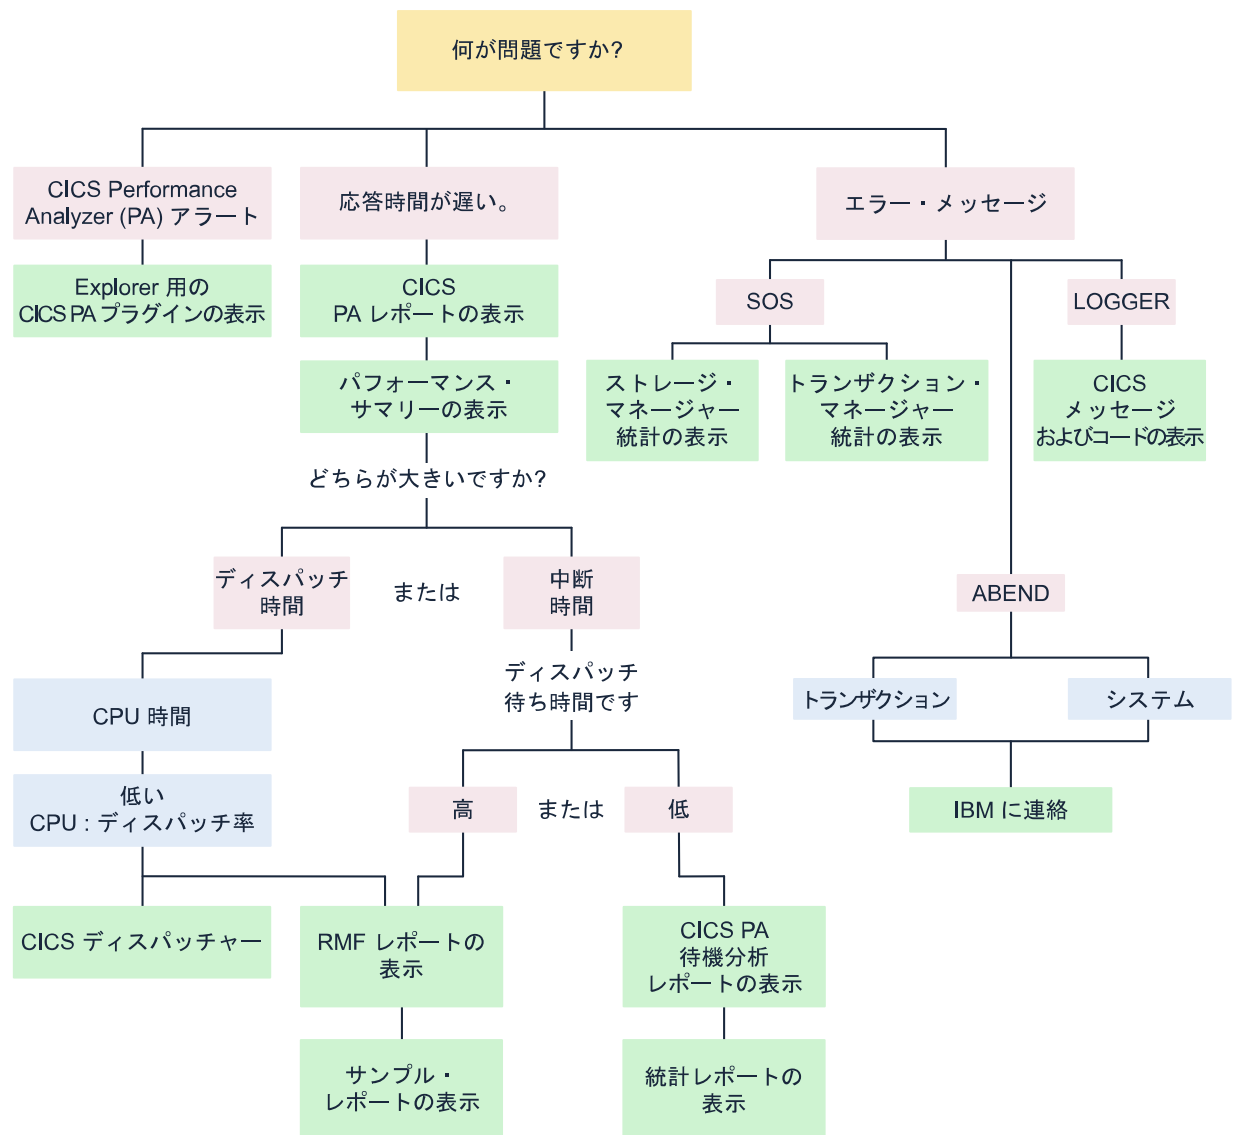 何が問題ですか?
CICS Performance
Analyzer (PA) アラート
応答時間が遅い。
エラー・メッセージ
Explorer 用の
CICS PA プラグインの表示
CICS
PA レポートの表示
SOS
LOGGER
パフォーマンス・
サマリーの表示
ストレージ・
マネージャー
統計の表示
トランザクション・
マネージャー
統計の表示
CICS
メッセージ
およびコードの表示
どちらが大きいですか?
ディスパッチ
時間
または
中断
時間
ABEND
ディスパッチ
待ち時間です
CPU 時間
トランザクション
システム
低い
CPU : ディスパッチ率
高
または
低
IBM に連絡
CICS ディスパッチャー
RMF レポートの
表示
CICS PA
待機分析
レポートの表示
サンプル・
レポートの表示
統計レポートの
表示